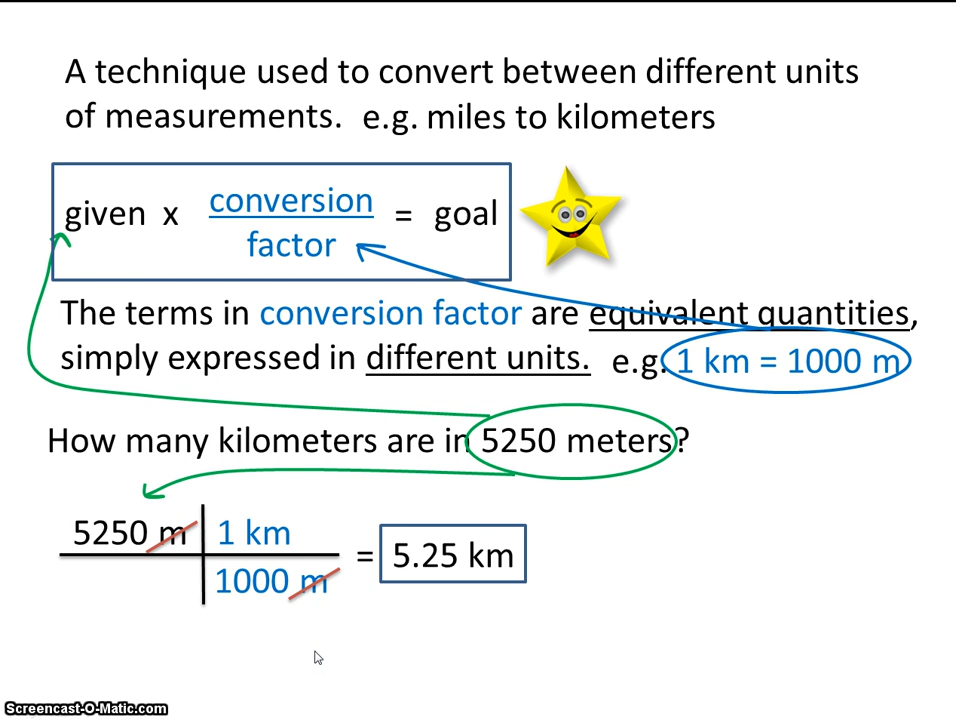 A technique used to convert between different units
of measurements. e.g. miles to kilometers
given x conversion = goal
factor
The terms in conversion factor are equivalent quantities,
simply expressed in different units. e.g. 1 km = 1000 m
How many kilometers are in 5250 meters?
5250 m 1 km
= 5.25 km
1000 m
Screencast-O-Matic.com